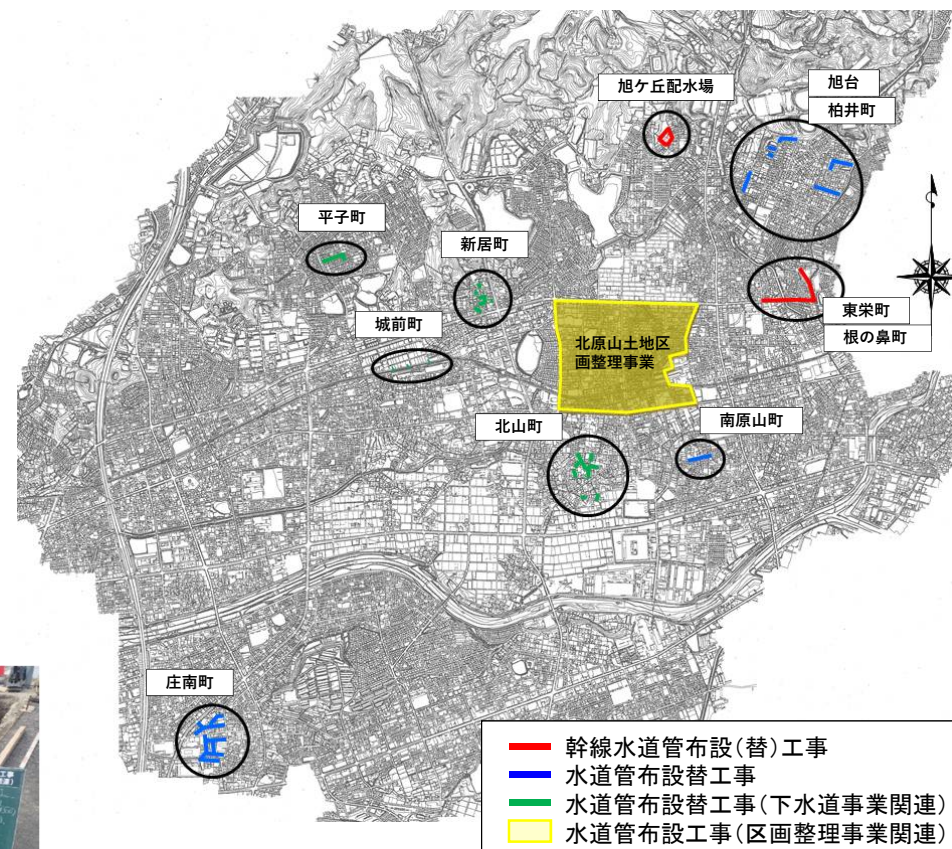 旭ケ丘配水場
旭台
柏井町
平子町
新居町
東栄町
根の鼻町
城前町
北原山土地区
画整理事業
北山町
南原山町
庄南町
幹線水道管布設(替)工事
水道管布設替工事
水道管布設替工事(下水道事業関連)
水道管布設工事(区画整理事業関連)